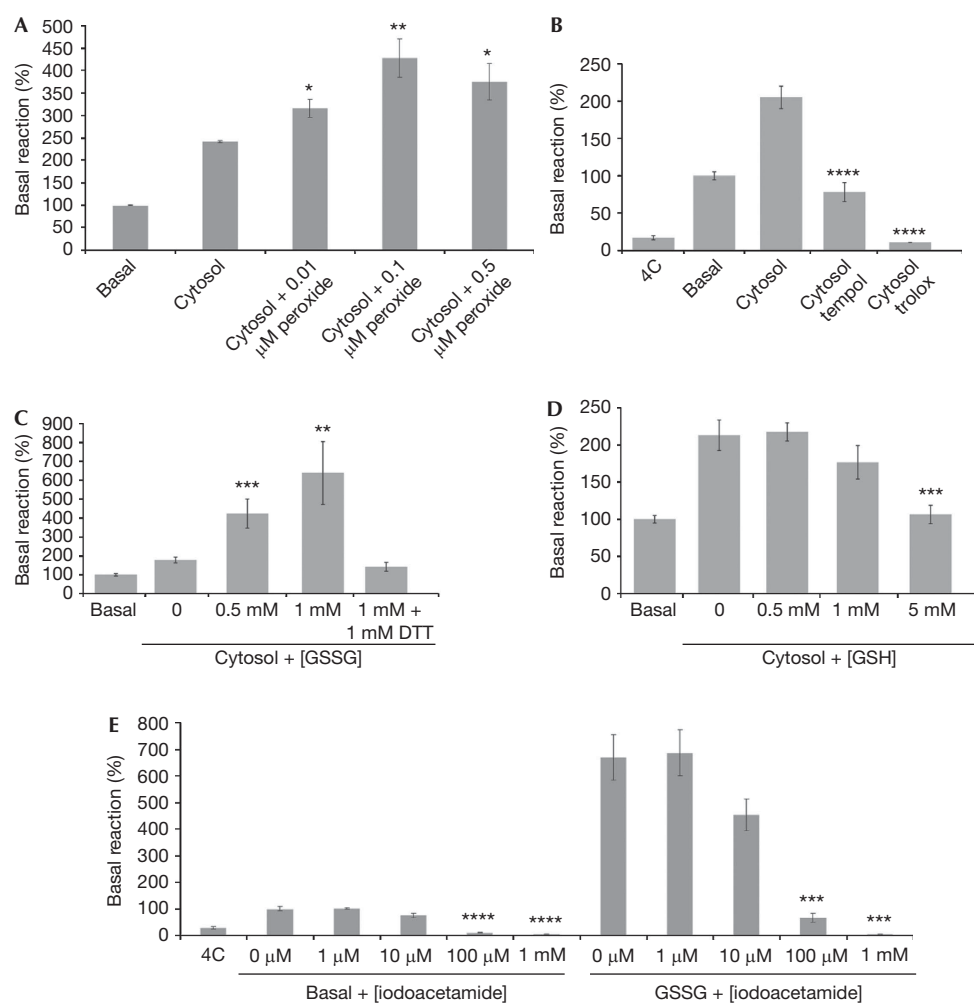 A
Basal reaction (%)
500
450
400
350
300
250
200
150
100
50
0
*
**
*
Basal
Cytosol
Cytosol + 0.01
μM peroxide
Cytosol + 0.1
μM peroxide
Cytosol + 0.5
μM peroxide
B
Basal reaction (%)
250
200
150
100
50
0
****
****
4C
Basal
Cytosol
Cytosol
tempol
Cytosol
trolox
C
Basal reaction (%)
900
800
700
600
500
400
300
200
100
0
***
**
Basal 0 0.5 mM 1 mM 1 mM +
1 mM DTT
Cytosol + [GSSG]
D
Basal reaction (%)
250
200
150
100
50
0
***
Basal 0 0.5 mM 1 mM 5 mM
Cytosol + [GSH]
E
Basal reaction (%)
800
700
600
500
400
300
200
100
0
**** ****
*** ***
4C 0 μM 1 μM 10 μM 100 μM 1 mM 0 μM 1 μM 10 μM 100 μM 1 mM
Basal + [iodoacetamide] GSSG + [iodoacetamide]